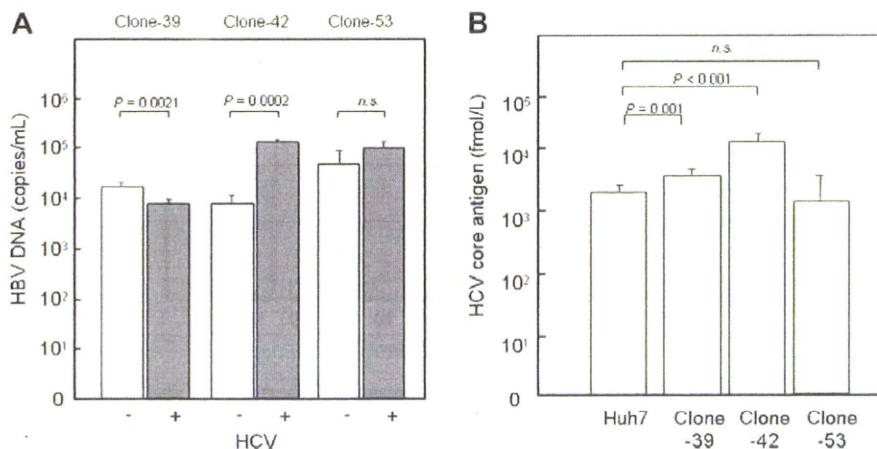 A
Clone-39 Clone-42 Clone-53
HBV DNA (copies/mL)
10⁶
10⁵
10⁴
10³
10²
10¹
0
P = 0.0021
P = 0.0002
n.s.
- + - + - +
HCV
B
HCV core antigen (fmol/L)
10⁵
10⁴
10³
10²
10¹
0
n.s.
P < 0.001
P = 0.001
Huh7 Clone Clone Clone
-39 -42 -53